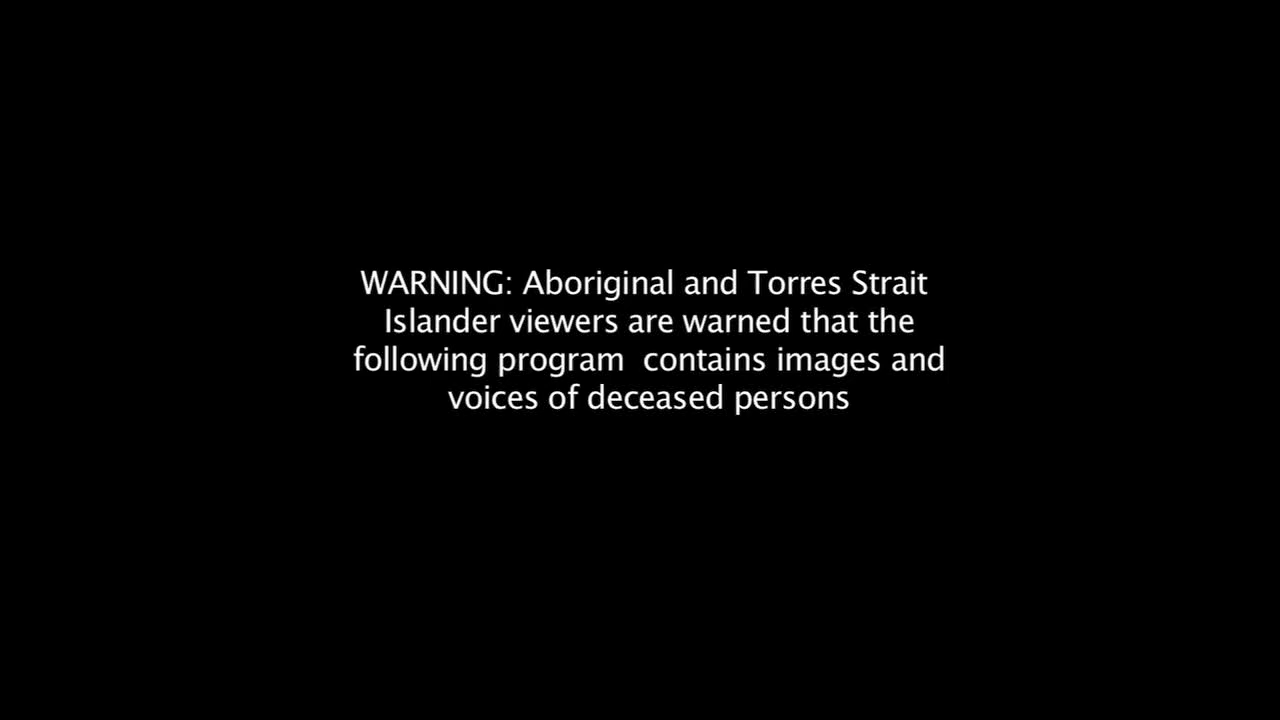 WARNING: Aboriginal and Torres Strait
Islander viewers are warned that the
following program  contains images and
voices of deceased persons